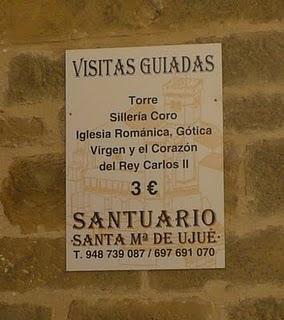 VISITAS GUIADAS
Torre
Sillería Coro
Iglesia Románica, Gótica
Virgen y el Corazón
del Rey Carlos II
3 €
SANTUARIO
·SANTA Mª DE UJUÉ·
T. 948 739 087 / 697 691 070